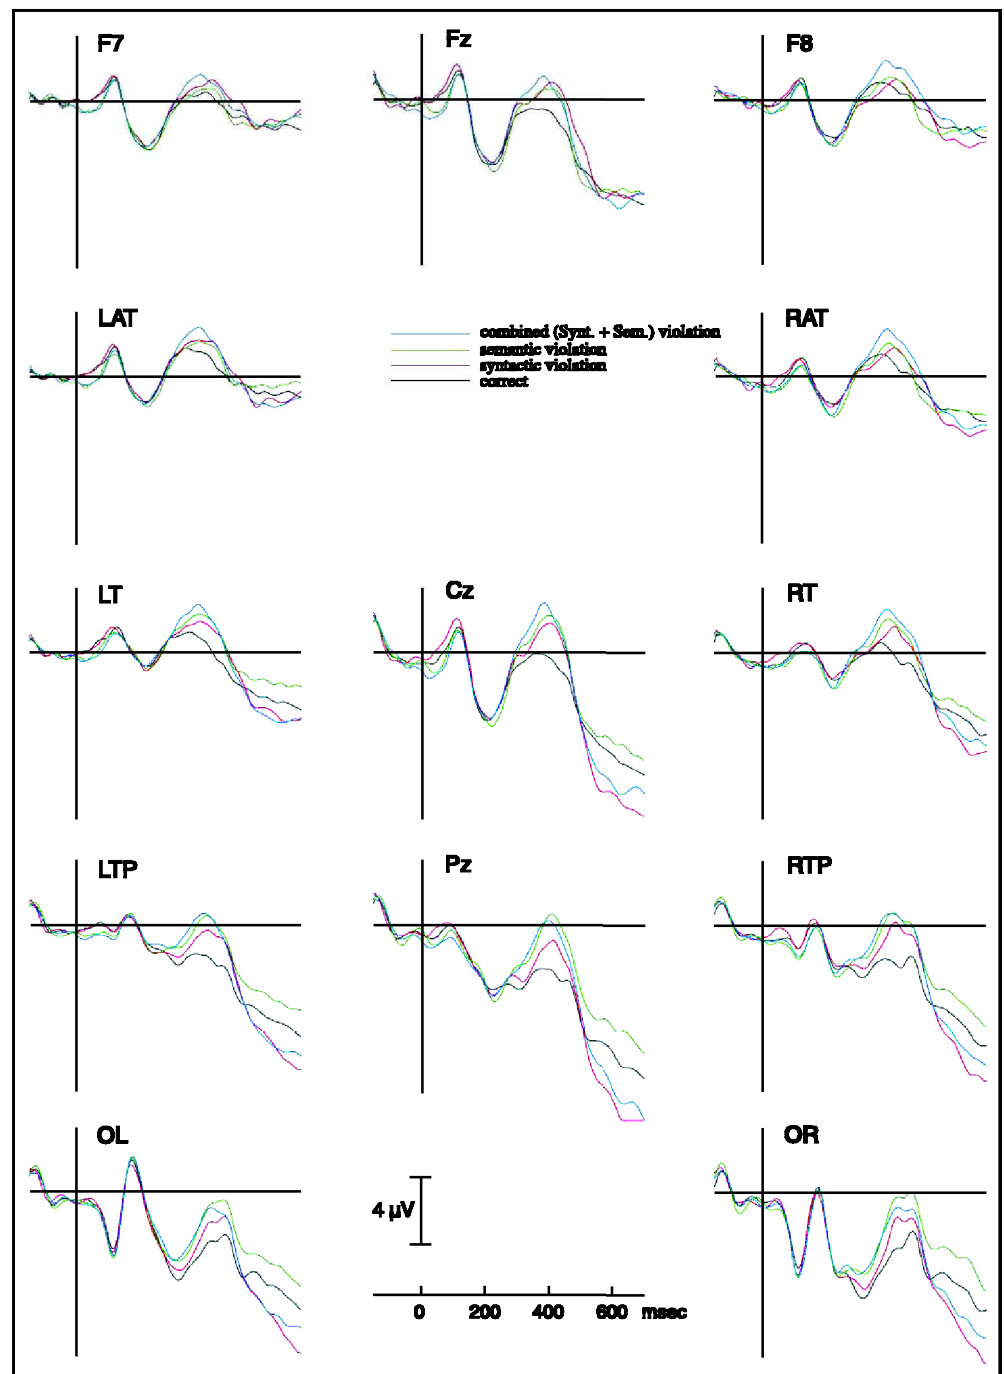 F7
Fz
F8
LAT
RAT
combined (Synt. + Sem.) violation
semantic violation
syntactic violation
correct
LT
Cz
RT
LTP
Pz
RTP
OL
OR
4 µV
0 200 400 600 msec